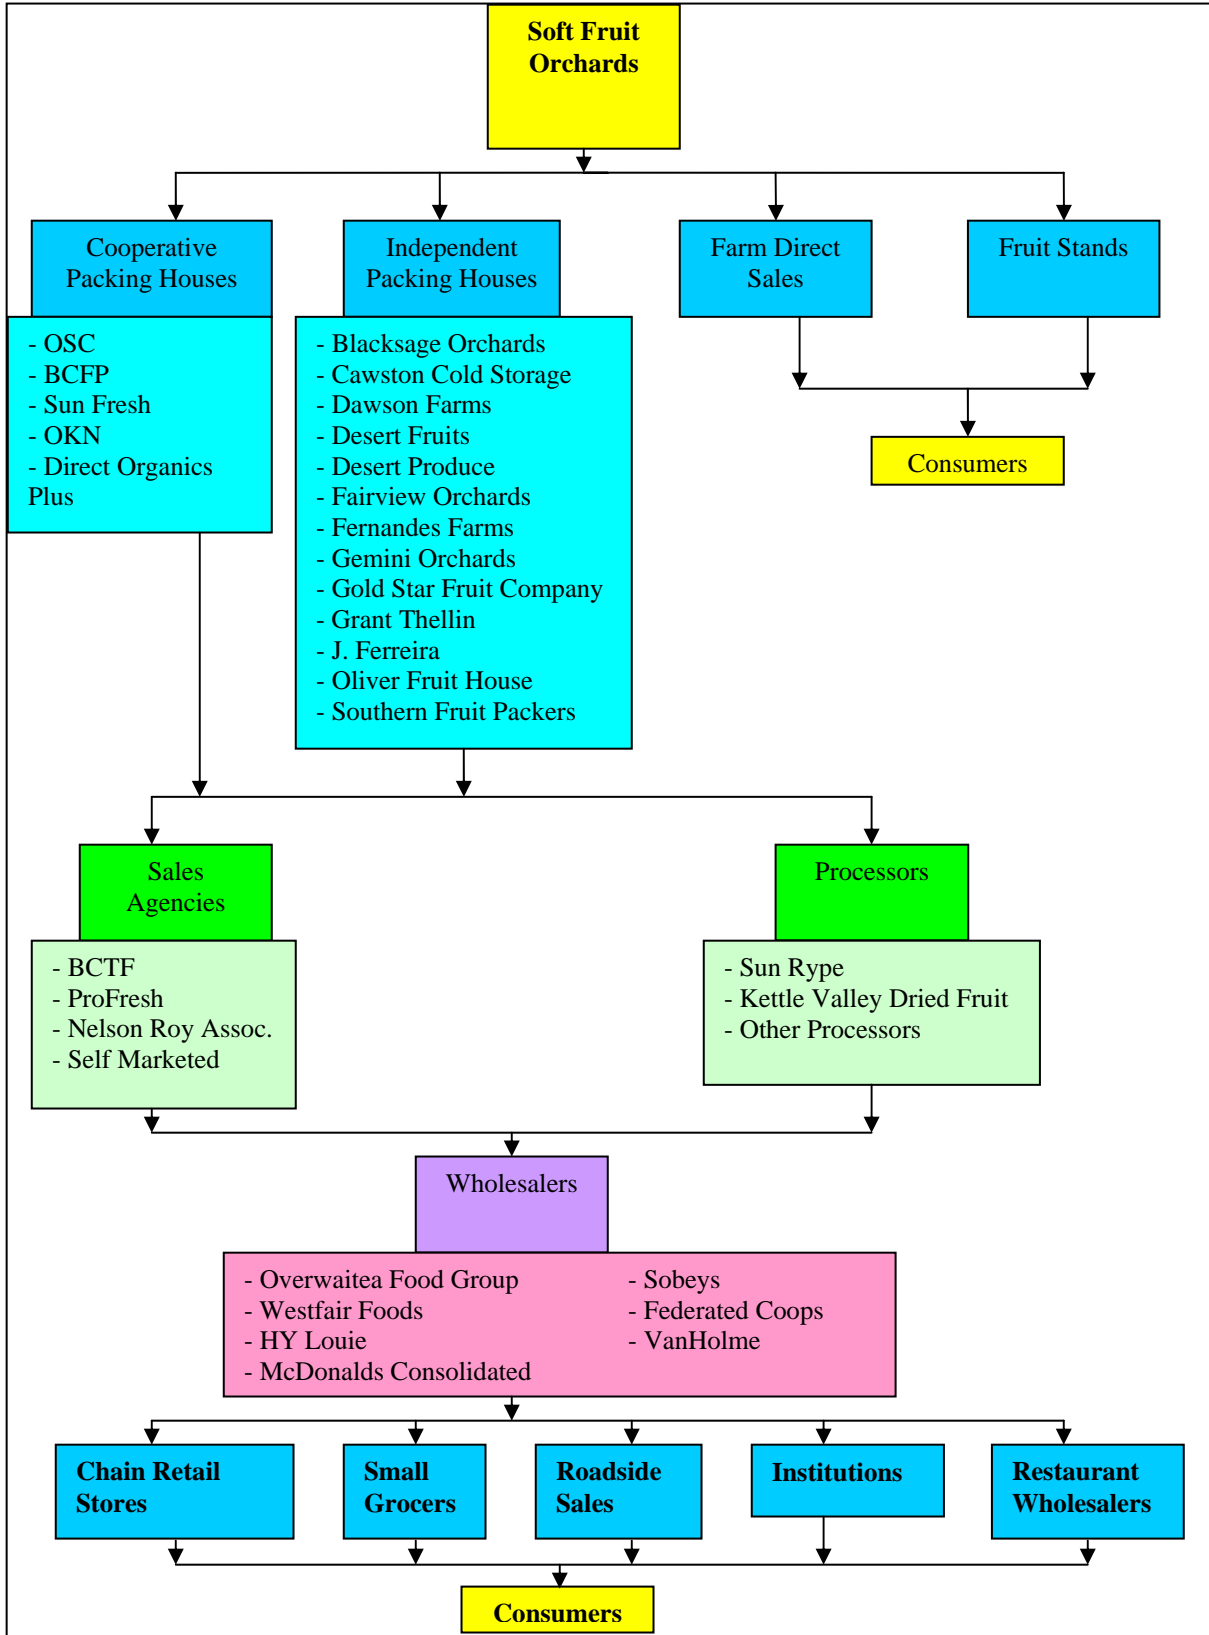 Soft Fruit
Orchards
Cooperative
Packing Houses
Independent
Packing Houses
Farm Direct
Sales
Fruit Stands
- OSC
- BCFP
- Sun Fresh
- OKN
- Direct Organics
Plus
- Blacksage Orchards
- Cawston Cold Storage
- Dawson Farms
- Desert Fruits
- Desert Produce
- Fairview Orchards
- Fernandes Farms
- Gemini Orchards
- Gold Star Fruit Company
- Grant Thellin
- J. Ferreira
- Oliver Fruit House
- Southern Fruit Packers
Consumers
Sales
Agencies
- BCTF
- ProFresh
- Nelson Roy Assoc.
- Self Marketed
Processors
- Sun Rype
- Kettle Valley Dried Fruit
- Other Processors
Wholesalers
- Overwaitea Food Group
- Westfair Foods
- HY Louie
- McDonalds Consolidated
- Sobeys
- Federated Coops
- VanHolme
Chain Retail
Stores
Small
Grocers
Roadside
Sales
Institutions
Restaurant
Wholesalers
Consumers